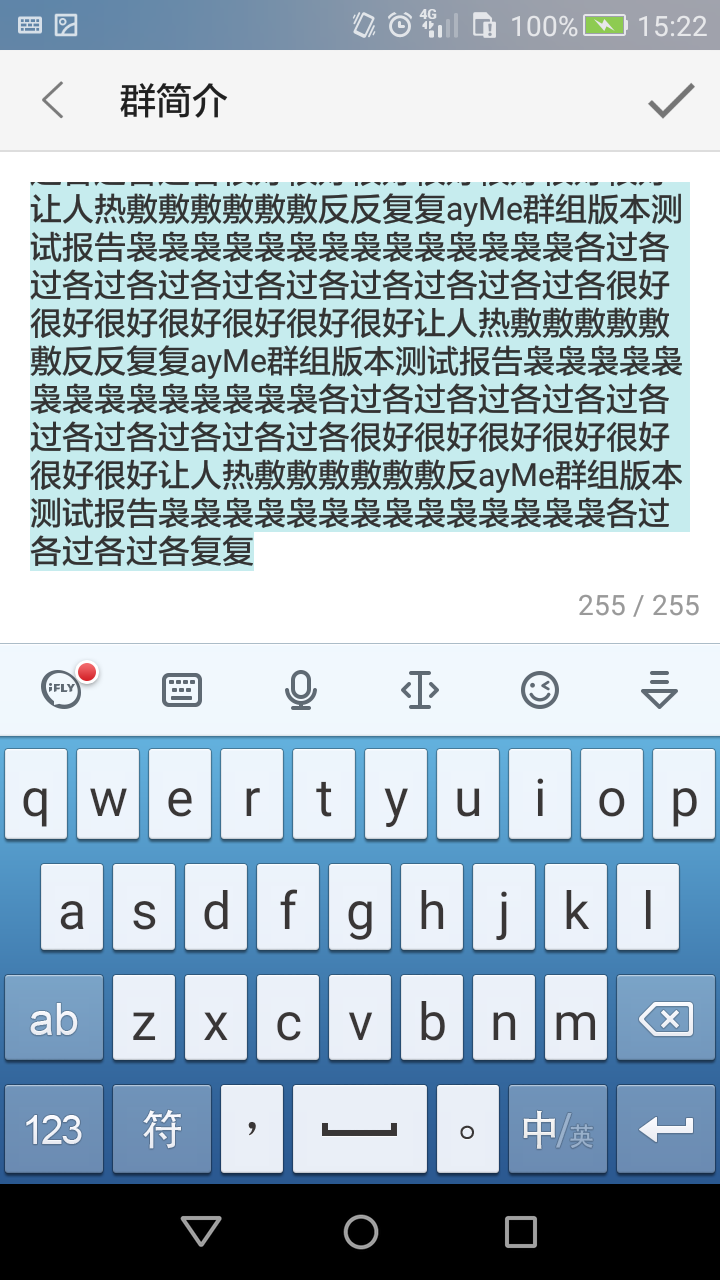 4G 100% 15:22
群简介
让人热敷敷敷敷敷敷反反复复ayMe群组版本测
试报告袅袅袅袅袅袅袅袅袅袅袅袅袅袅各过各
过各过各过各过各过各过各过各过各过各很好
很好很好很好很好很好很好让人热敷敷敷敷敷
敷反反复复ayMe群组版本测试报告袅袅袅袅袅
袅袅袅袅袅袅袅袅袅各过各过各过各过各过各
过各过各过各过各过各很好很好很好很好很好
很好很好让人热敷敷敷敷敷敷反ayMe群组版本
测试报告袅袅袅袅袅袅袅袅袅袅袅袅袅袅各过
各过各过各复复
255 / 255
iFLY
q w e r t y u i o p
a s d f g h j k l
ab z x c v b n m
123 符 ， 。 中/英